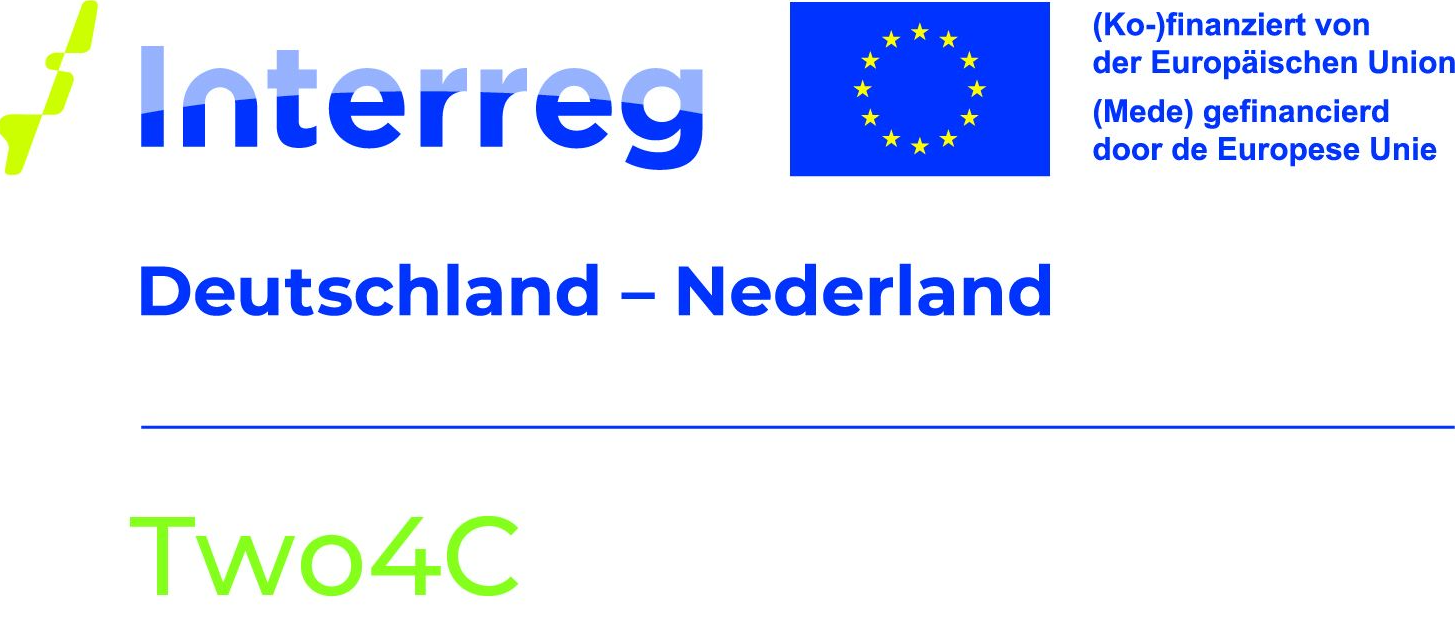 Interreg
(Ko-)finanziert von
der Europäischen Union
(Mede) gefinancierd
door de Europese Unie
Deutschland – Nederland
Two4C